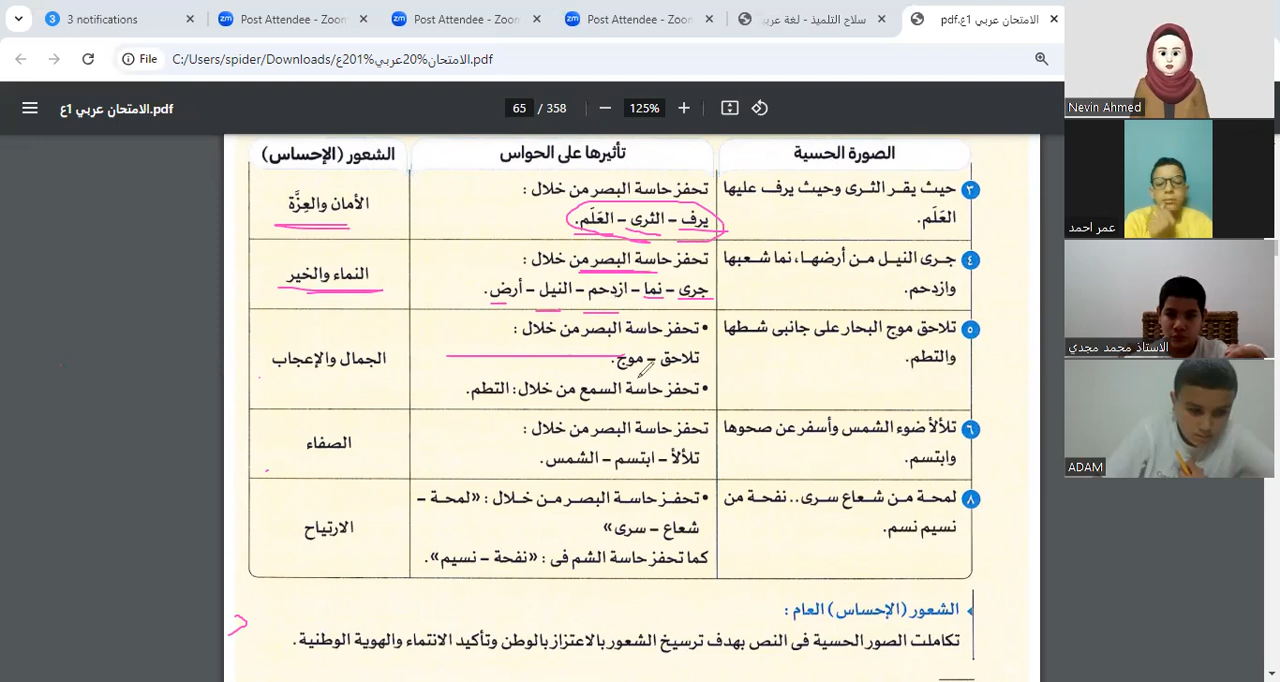 3 notifications
Post Attendee - Zoom
Post Attendee - Zoom
Post Attendee - Zoom
سلاح التلميذ - لغة عربي
الامتحان عربي 1ع.pdf
File
C:/Users/spider/Downloads/الامتحان%20عربي%201ع.pdf
الامتحان عربي 1ع.pdf
65 / 358
125%
الصورة الحسية
تأثيرها على الحواس
الشعور (الإحساس)
٣ حيث يقر الثرى وحيث يرف عليها
العَلَم.
تحفز حاسة البصر من خلال :
يرف – الثرى – العَلَم.
الأمان والعِزَّة
٤ جرى النيل من أرضها، نما شعبها
وازدحم.
تحفز حاسة البصر من خلال :
جرى – نما – ازدحم – النيل – أرض.
النماء والخير
٥ تلاحق موج البحار على جانبى شطها
والتطم.
• تحفز حاسة البصر من خلال :
تلاحق – موج.
• تحفز حاسة السمع من خلال : التطم.
الجمال والإعجاب
٦ تلألأ ضوء الشمس وأسفر عن صحوها
وابتسم.
تحفز حاسة البصر من خلال :
تلألأ – ابتسم – الشمس.
الصفاء
٨ لمحة من شعاع سرى.. نفحة من
نسيم نسم.
• تحفز حاسة البصر من خلال : «لمحة –
شعاع – سرى»
كما تحفز حاسة الشم فى : «نفحة – نسيم».
الارتياح
الشعور (الإحساس) العام :
تكاملت الصور الحسية فى النص بهدف ترسيخ الشعور بالاعتزاز بالوطن وتأكيد الانتماء والهوية الوطنية.
Nevin Ahmed
عمر احمد
الاستاذ محمد مجدي
ADAM